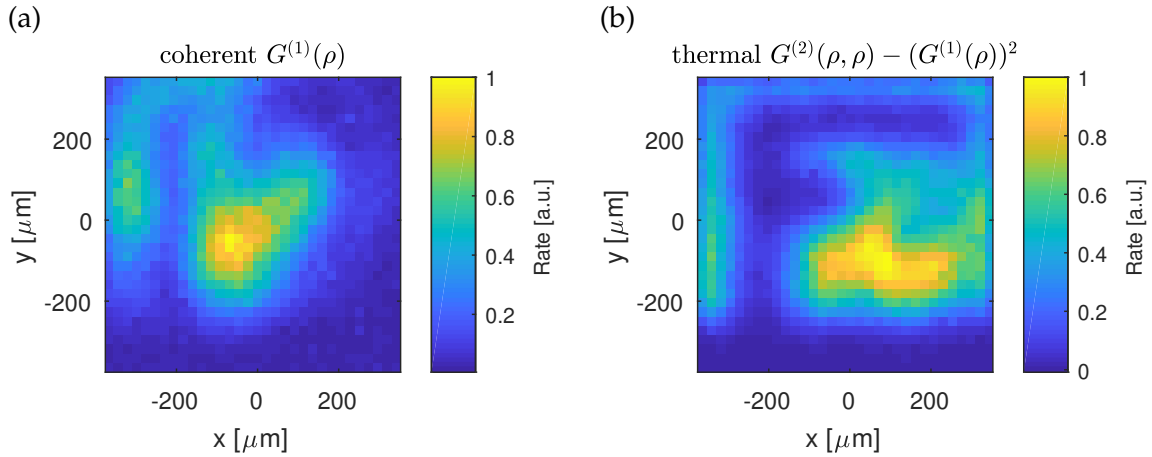 (a)
coherent G^{(1)}(ρ)
200
0
-200
y [μm]
-200 0 200
x [μm]
1
0.8
0.6
0.4
0.2
Rate [a.u.]
(b)
thermal G^{(2)}(ρ, ρ) − (G^{(1)}(ρ))^2
200
0
-200
y [μm]
-200 0 200
x [μm]
1
0.8
0.6
0.4
0.2
0
Rate [a.u.]